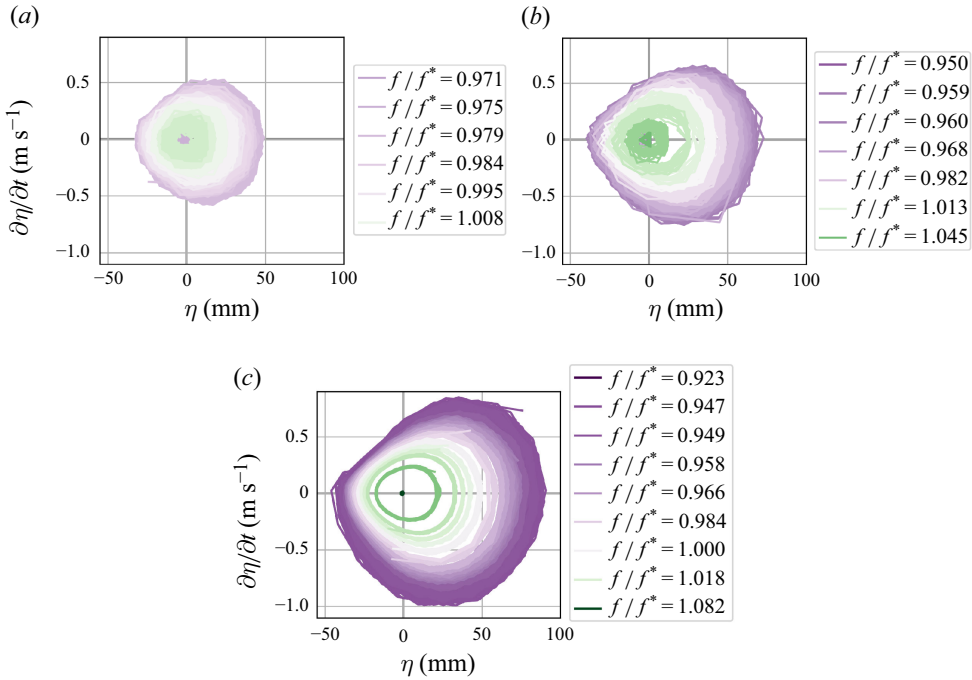 (a)
0.5
0
−0.5
−1.0
−50
0
50
100
∂η/∂t (m s⁻¹)
η (mm)
f/f* = 0.971
f/f* = 0.975
f/f* = 0.979
f/f* = 0.984
f/f* = 0.995
f/f* = 1.008
(b)
0.5
0
−0.5
−1.0
−50
0
50
100
η (mm)
f/f* = 0.950
f/f* = 0.959
f/f* = 0.960
f/f* = 0.968
f/f* = 0.982
f/f* = 1.013
f/f* = 1.045
(c)
0.5
0
−0.5
−1.0
−50
0
50
100
∂η/∂t (m s⁻¹)
η (mm)
f/f* = 0.923
f/f* = 0.947
f/f* = 0.949
f/f* = 0.958
f/f* = 0.966
f/f* = 0.984
f/f* = 1.000
f/f* = 1.018
f/f* = 1.082